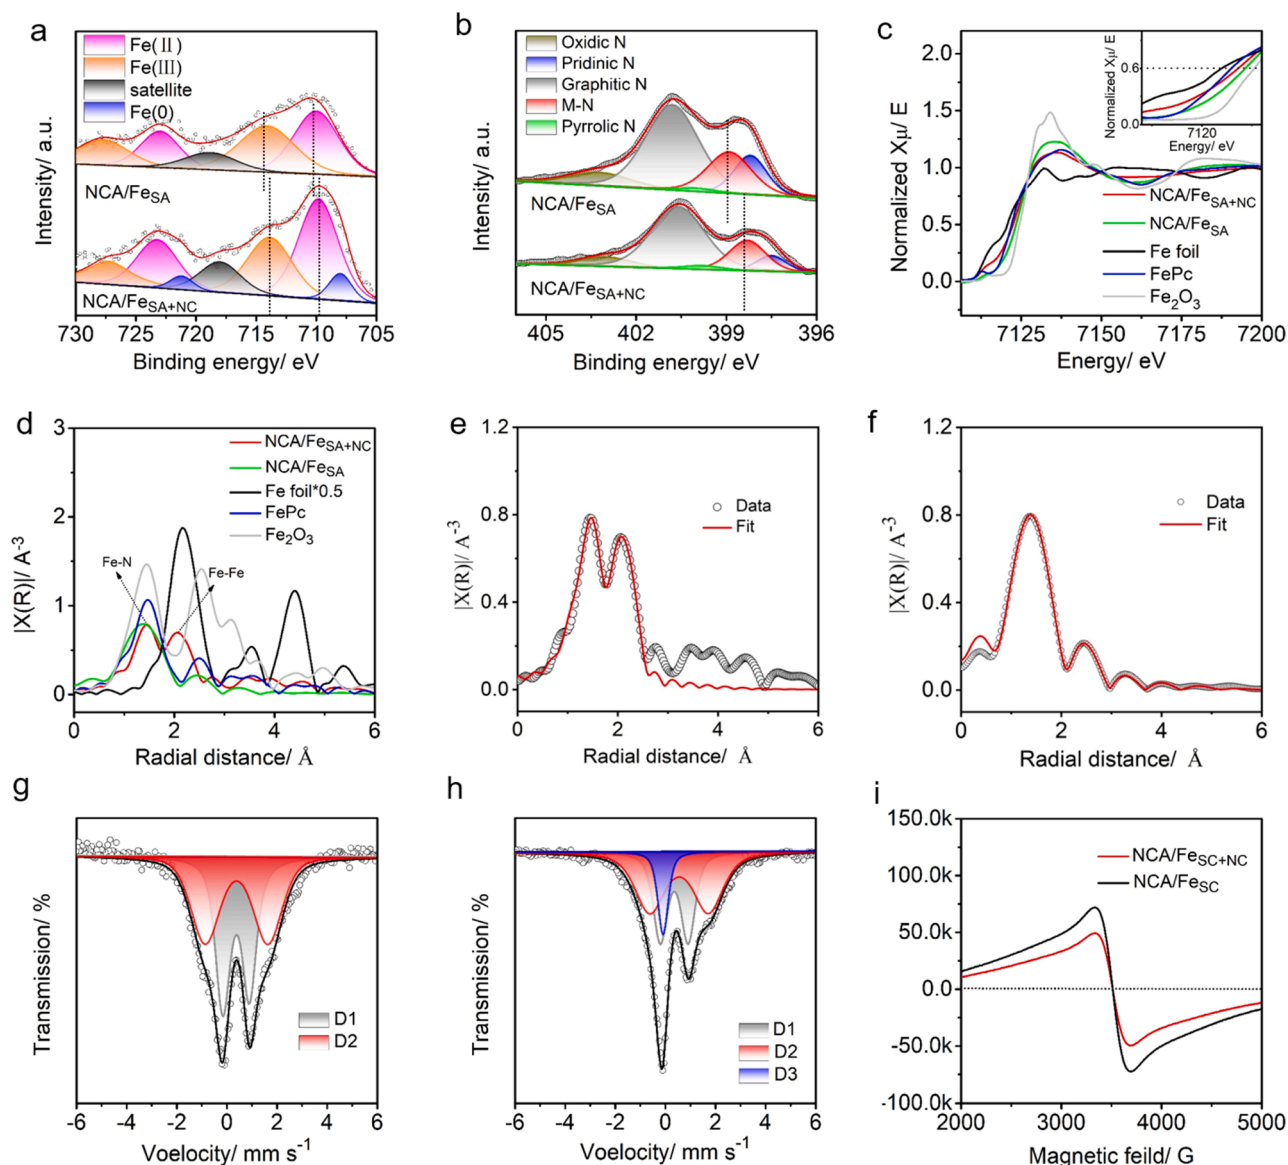 a
Fe(Ⅱ)
Fe(Ⅲ)
satellite
Fe(0)
NCA/FeSA
NCA/FeSA+NC
Intensity/ a.u.
730 725 720 715 710 705
Binding energy/ eV
b
Oxidic N
Pridinic N
Graphitic N
M-N
Pyrrolic N
NCA/FeSA
NCA/FeSA+NC
Intensity/ a.u.
405 402 399 396
Binding energy/ eV
c
2.0
1.5
1.0
0.5
0.0
Normalized Xμ/ E
Normalized Xμ/ E
0.6
0.0
7120
Energy/ eV
NCA/FeSA+NC
NCA/FeSA
Fe foil
FePc
Fe2O3
7125 7150 7175 7200
Energy/ eV
d
3
2
1
0
|X(R)|/ A-3
NCA/FeSA+NC
NCA/FeSA
Fe foil*0.5
FePc
Fe2O3
Fe-N
Fe-Fe
0 2 4 6
Radial distance/ Å
e
1.2
0.8
0.4
0.0
|X(R)|/ A-3
Data
Fit
0 1 2 3 4 5 6
Radial distance/ Å
f
1.2
0.8
0.4
0.0
|X(R)|/ A-3
Data
Fit
0 1 2 3 4 5 6
Radial distance/ Å
g
Transmission/ %
D1
D2
-6 -4 -2 0 2 4 6
Voelocity/ mm s-1
h
Transmission/ %
D1
D2
D3
-6 -4 -2 0 2 4 6
Voelocity/ mm s-1
i
150.0k
100.0k
50.0k
0.0
-50.0k
-100.0k
NCA/FeSC+NC
NCA/FeSC
2000 3000 4000 5000
Magnetic feild/ G